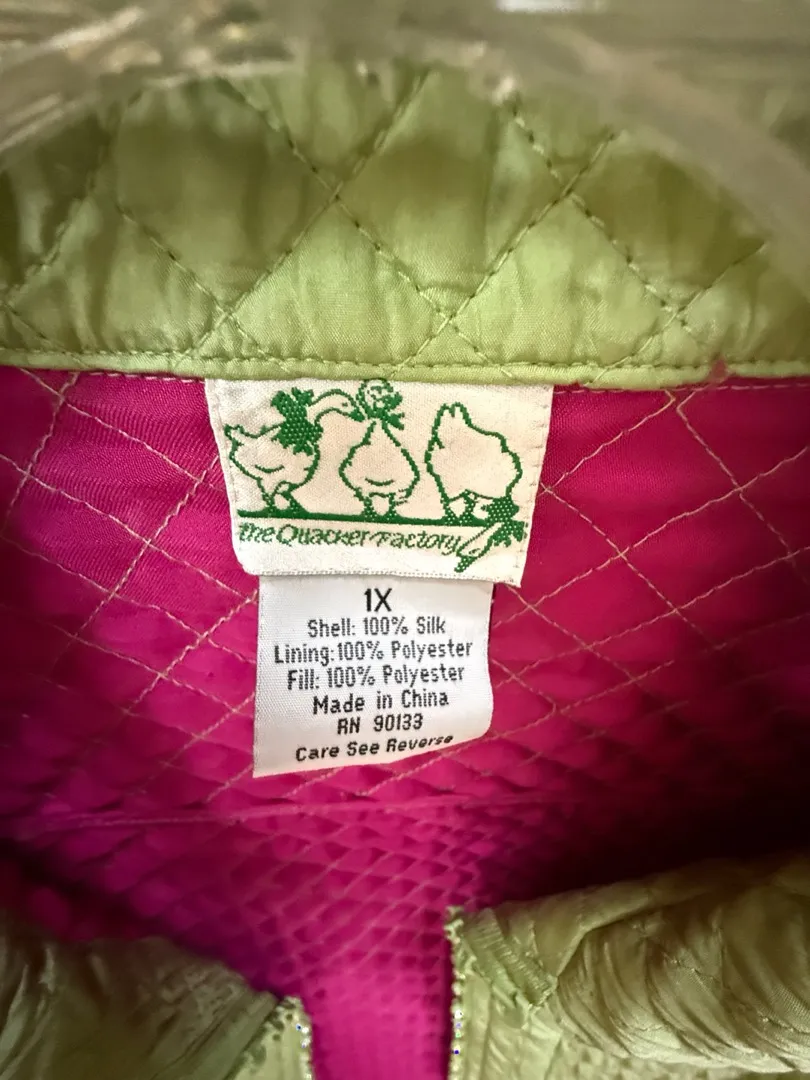 The Quacker Factory
1X
Shell: 100% Silk
Lining:100% Polyester
Fill: 100% Polyester
Made in China
RN 90133
Care See Reverse